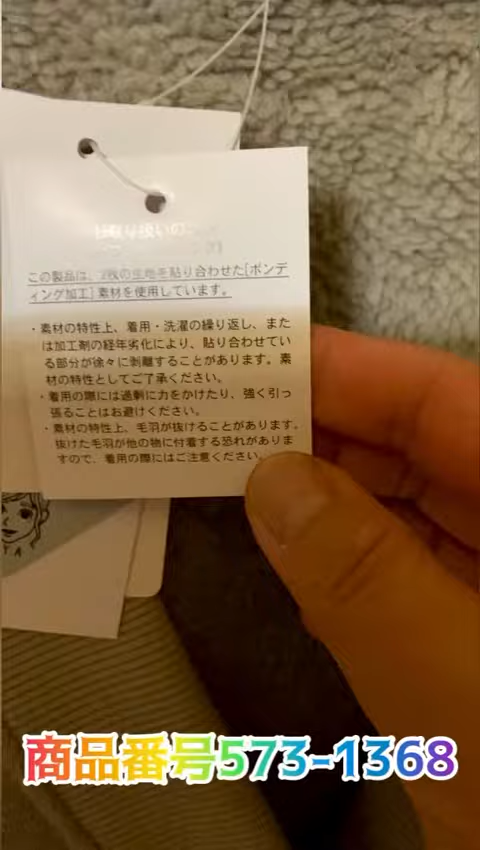 お取り扱いの
この製品は、2枚の生地を貼り合わせた[ボンデ
ィング加工]素材を使用しています。
・素材の特性上、着用・洗濯の繰り返し、また
は加工剤の経年劣化により、貼り合わせてい
る部分が徐々に剥離することがあります。素
材の特性としてご了承ください。
・着用の際には過剰に力をかけたり、強く引っ
張ることはお避けください。
・素材の特性上、毛羽が抜けることがあります。
抜けた毛羽が他の物に付着する恐れがありま
すので、着用の際にはご注意ください。
YA
商品番号573-1368